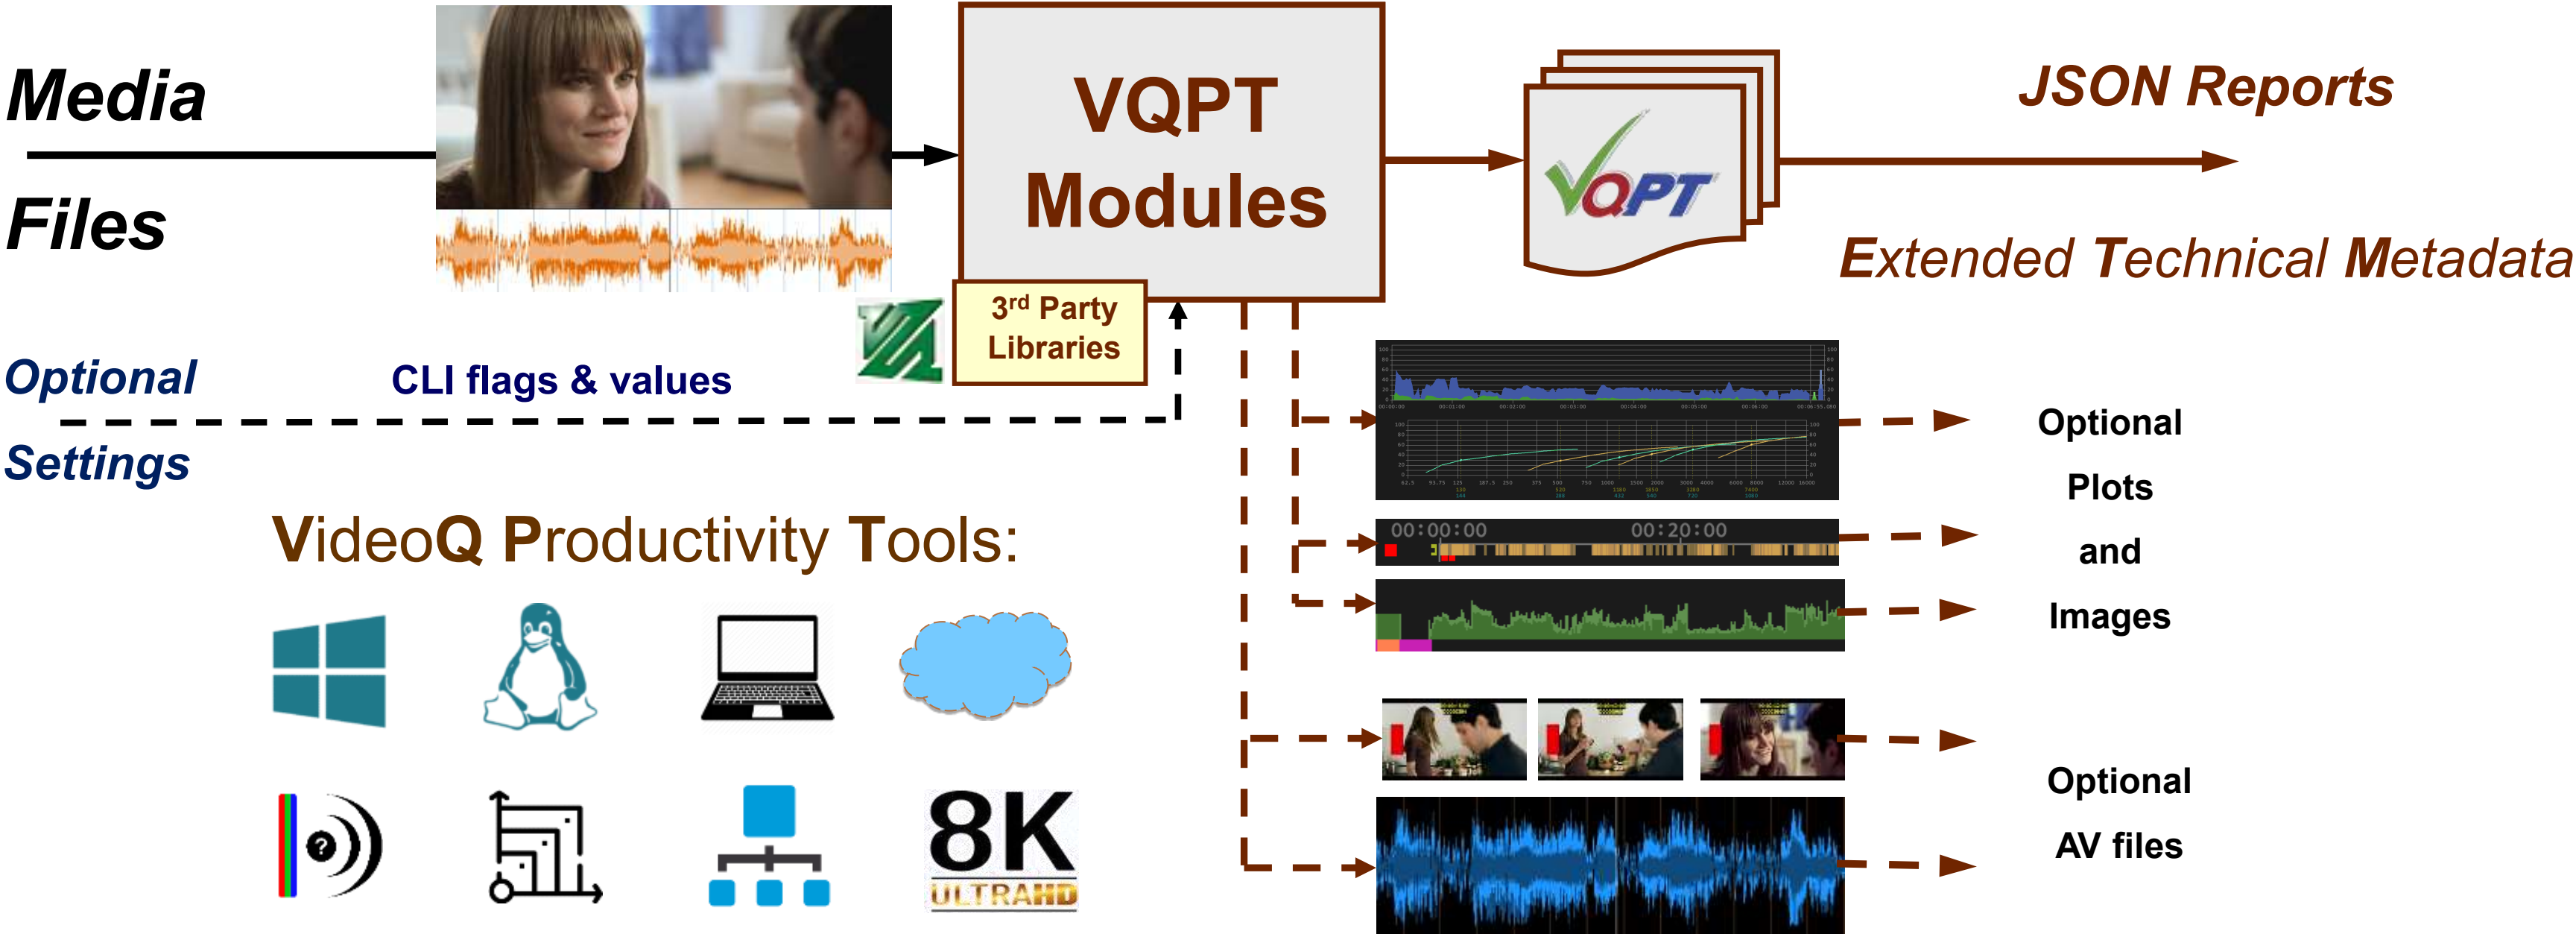 Media
Files
VQPT
Modules
3rd Party
Libraries
VQPT
JSON Reports
Extended Technical Metadata
Optional
CLI flags & values
Settings
VideoQ Productivity Tools:
?
8K
ULTRAHD
00:00:00
00:20:00
Optional
Plots
and
Images
Optional
AV files